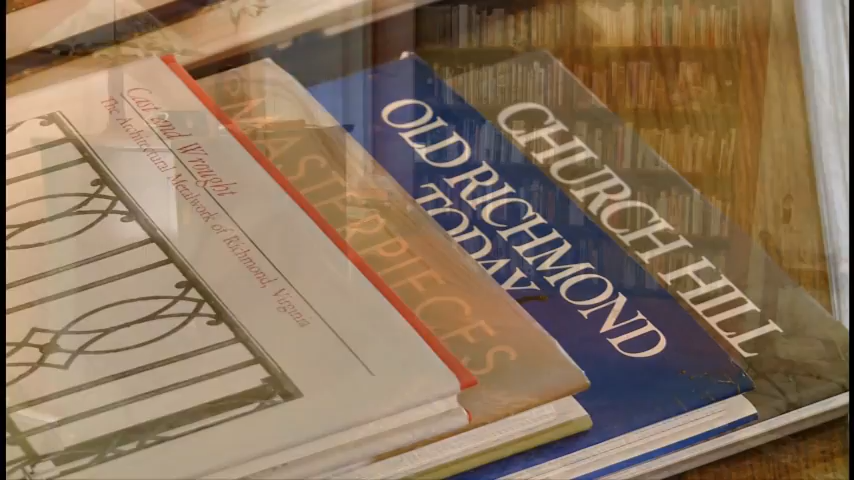 Cast and Wrought
The Architectural Metalwork of Richmond, Virginia
MASTERPIECES
OLD RICHMOND
TODAY
CHURCH HILL